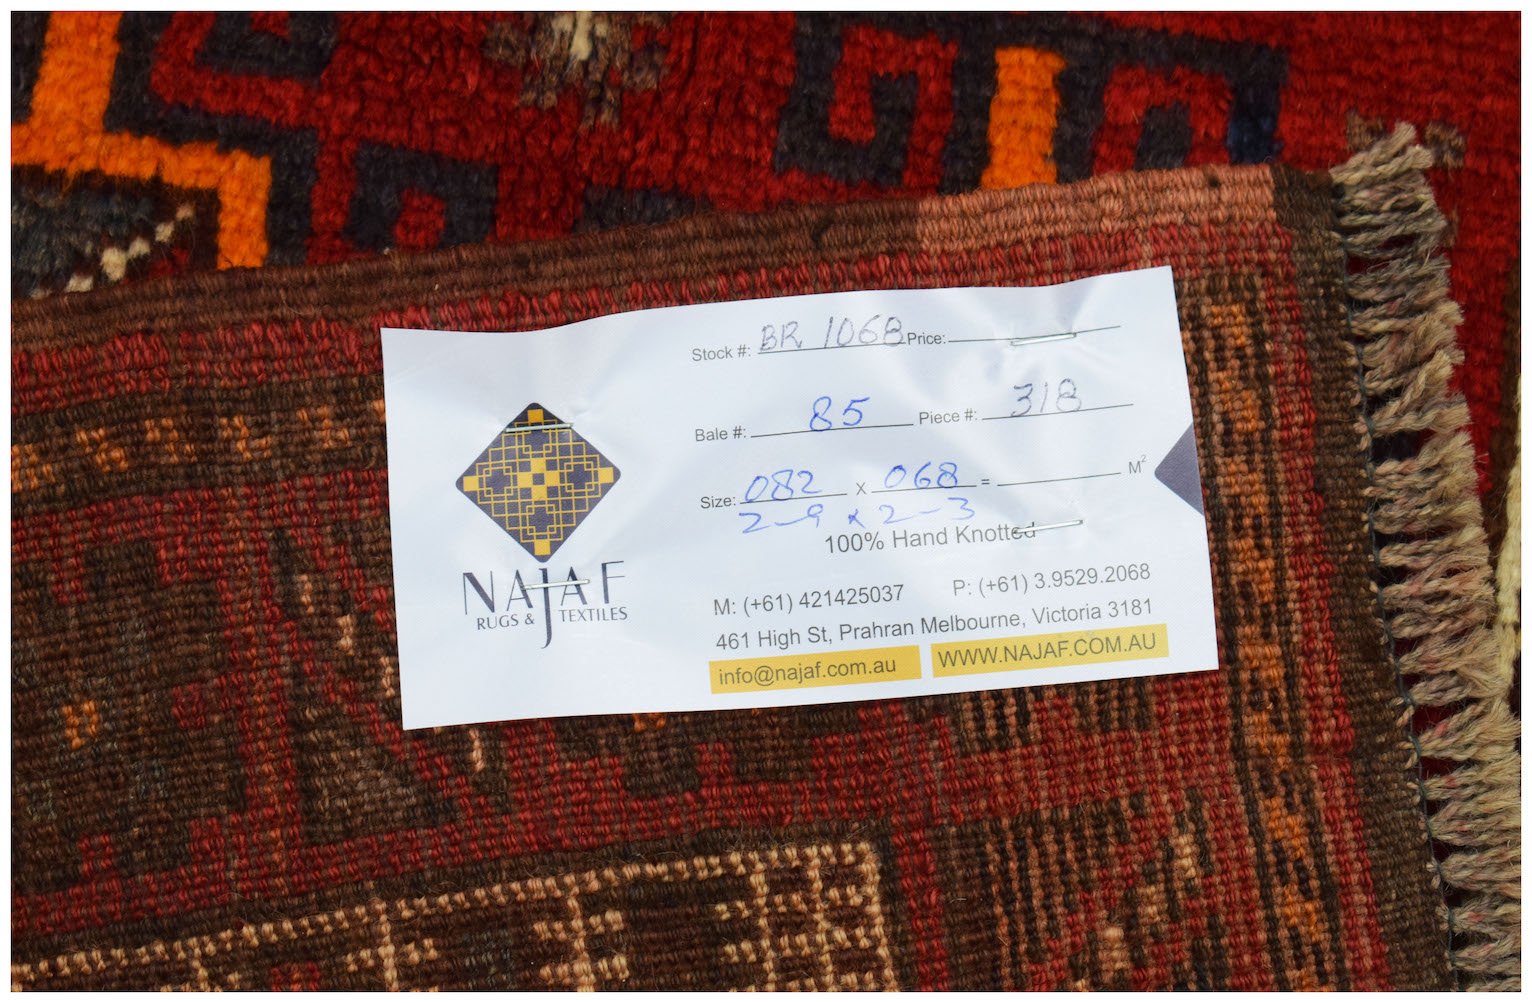 NAJAF
RUGS & TEXTILES
Stock #: BR 1068 Price:
Bale #: 85 Piece #: 318
Size: 082 x 068 = M²
2-9 x 2-3
100% Hand Knotted
M: (+61) 421425037 P: (+61) 3.9529.2068
461 High St, Prahran Melbourne, Victoria 3181
info@najaf.com.au WWW.NAJAF.COM.AU